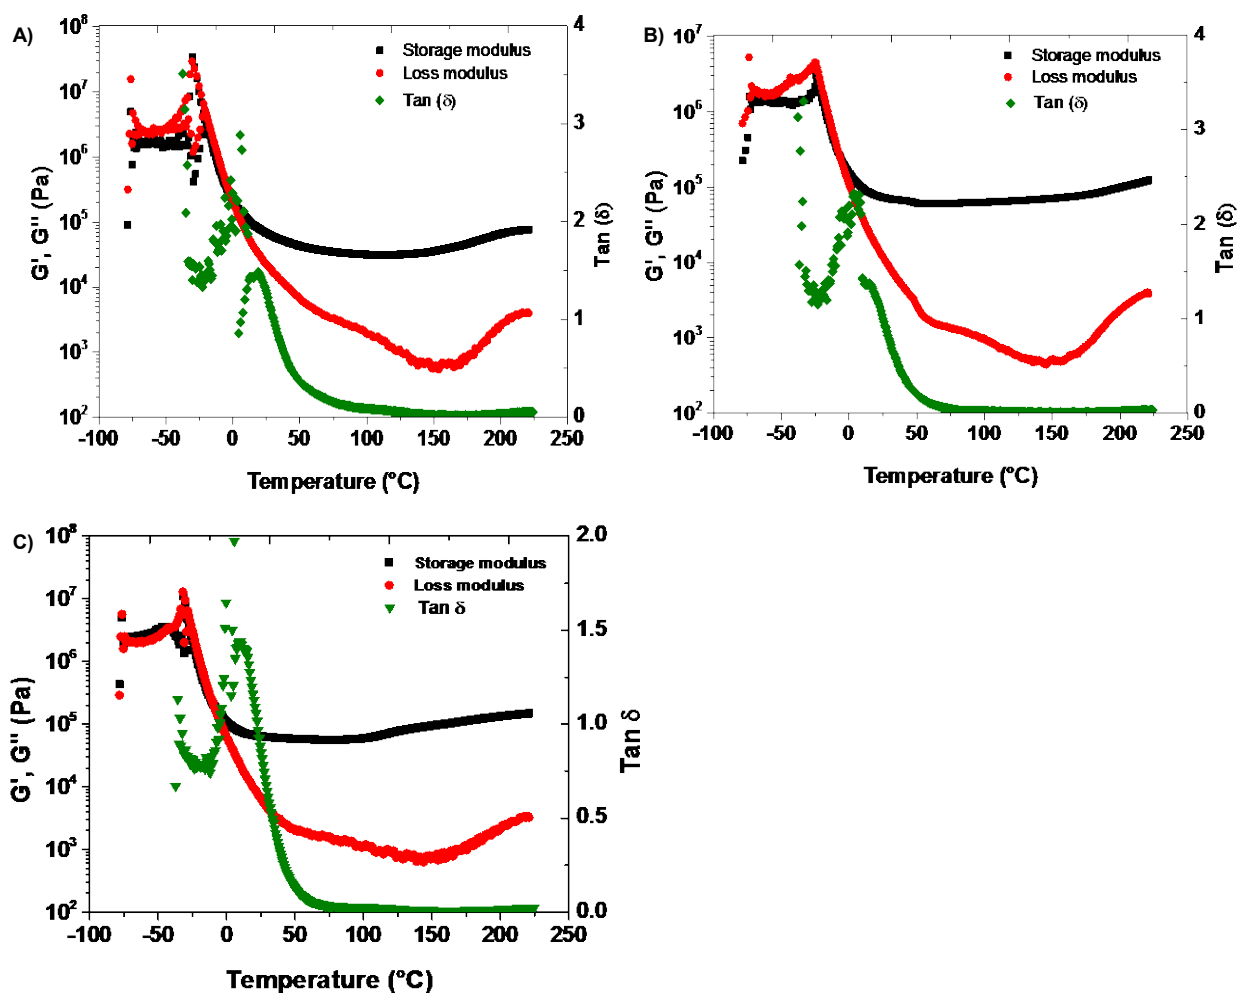 A)
10⁸
10⁷
10⁶
10⁵
10⁴
10³
10²
G', G'' (Pa)
Storage modulus
Loss modulus
Tan (δ)
4
3
2
1
0
Tan (δ)
-100 -50 0 50 100 150 200 250
Temperature (°C)
B)
10⁷
10⁶
10⁵
10⁴
10³
10²
G', G'' (Pa)
Storage modulus
Loss modulus
Tan (δ)
4
3
2
1
0
Tan (δ)
-100 -50 0 50 100 150 200 250
Temperature (°C)
C)
10⁸
10⁷
10⁶
10⁵
10⁴
10³
10²
G', G'' (Pa)
Storage modulus
Loss modulus
Tan δ
2.0
1.5
1.0
0.5
0.0
Tan δ
-100 -50 0 50 100 150 200 250
Temperature (°C)